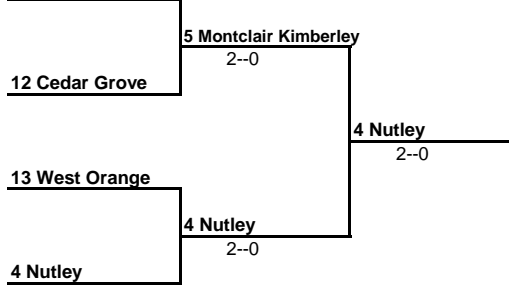 5 Montclair Kimberley
2--0
12 Cedar Grove
4 Nutley
2--0
13 West Orange
4 Nutley
2--0
4 Nutley